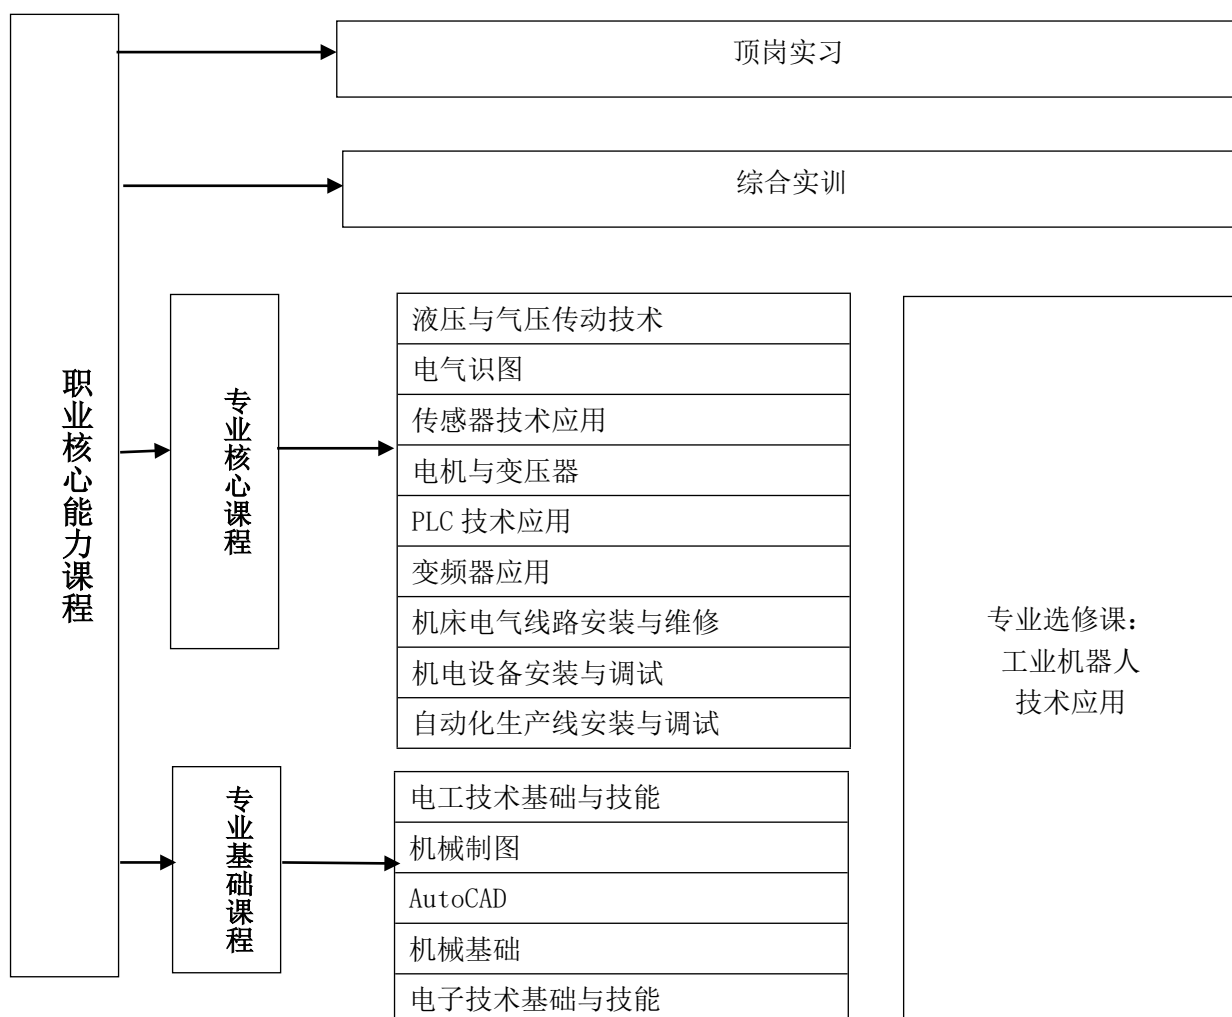 顶岗实习
综合实训
职业核心能力课程
专业核心课程
液压与气压传动技术
电气识图
传感器技术应用
电机与变压器
PLC 技术应用
变频器应用
机床电气线路安装与维修
机电设备安装与调试
自动化生产线安装与调试
专业选修课：
工业机器人
技术应用
专业基础课程
电工技术基础与技能
机械制图
AutoCAD
机械基础
电子技术基础与技能